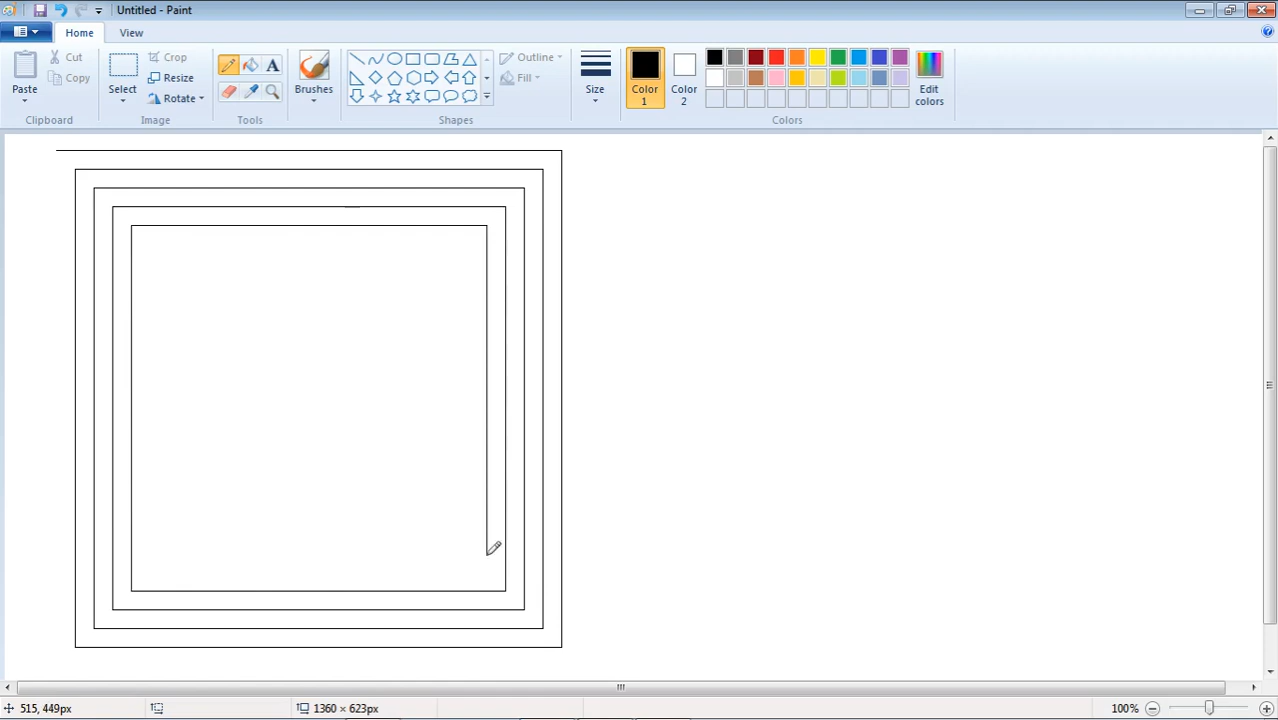 Untitled - Paint
Home View
Paste
Cut
Copy
Clipboard
Select
Crop
Resize
Rotate
Image
A
Tools
Brushes
Outline
Fill
Shapes
Size
Color 1
Color 2
Edit colors
Colors
515, 449px
1360 × 623px
100%